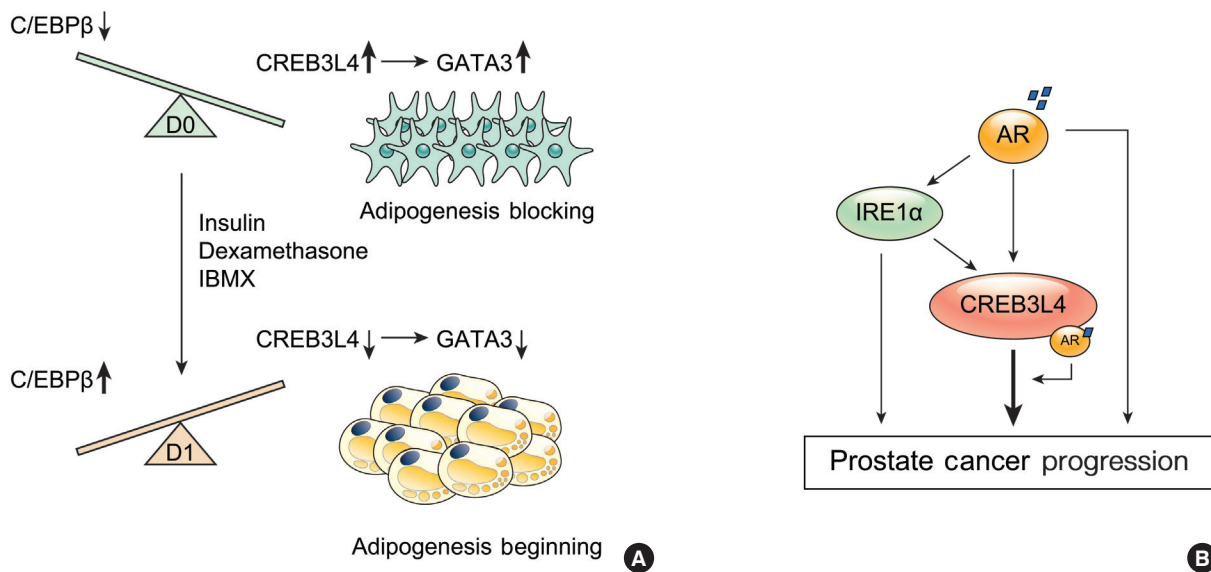 C/EBPβ
CREB3L4 GATA3
D0
Adipogenesis blocking
Insulin
Dexamethasone
IBMX
CREB3L4 GATA3
C/EBPβ
D1
Adipogenesis beginning
A
AR
IRE1α
CREB3L4
AR
Prostate cancer progression
B